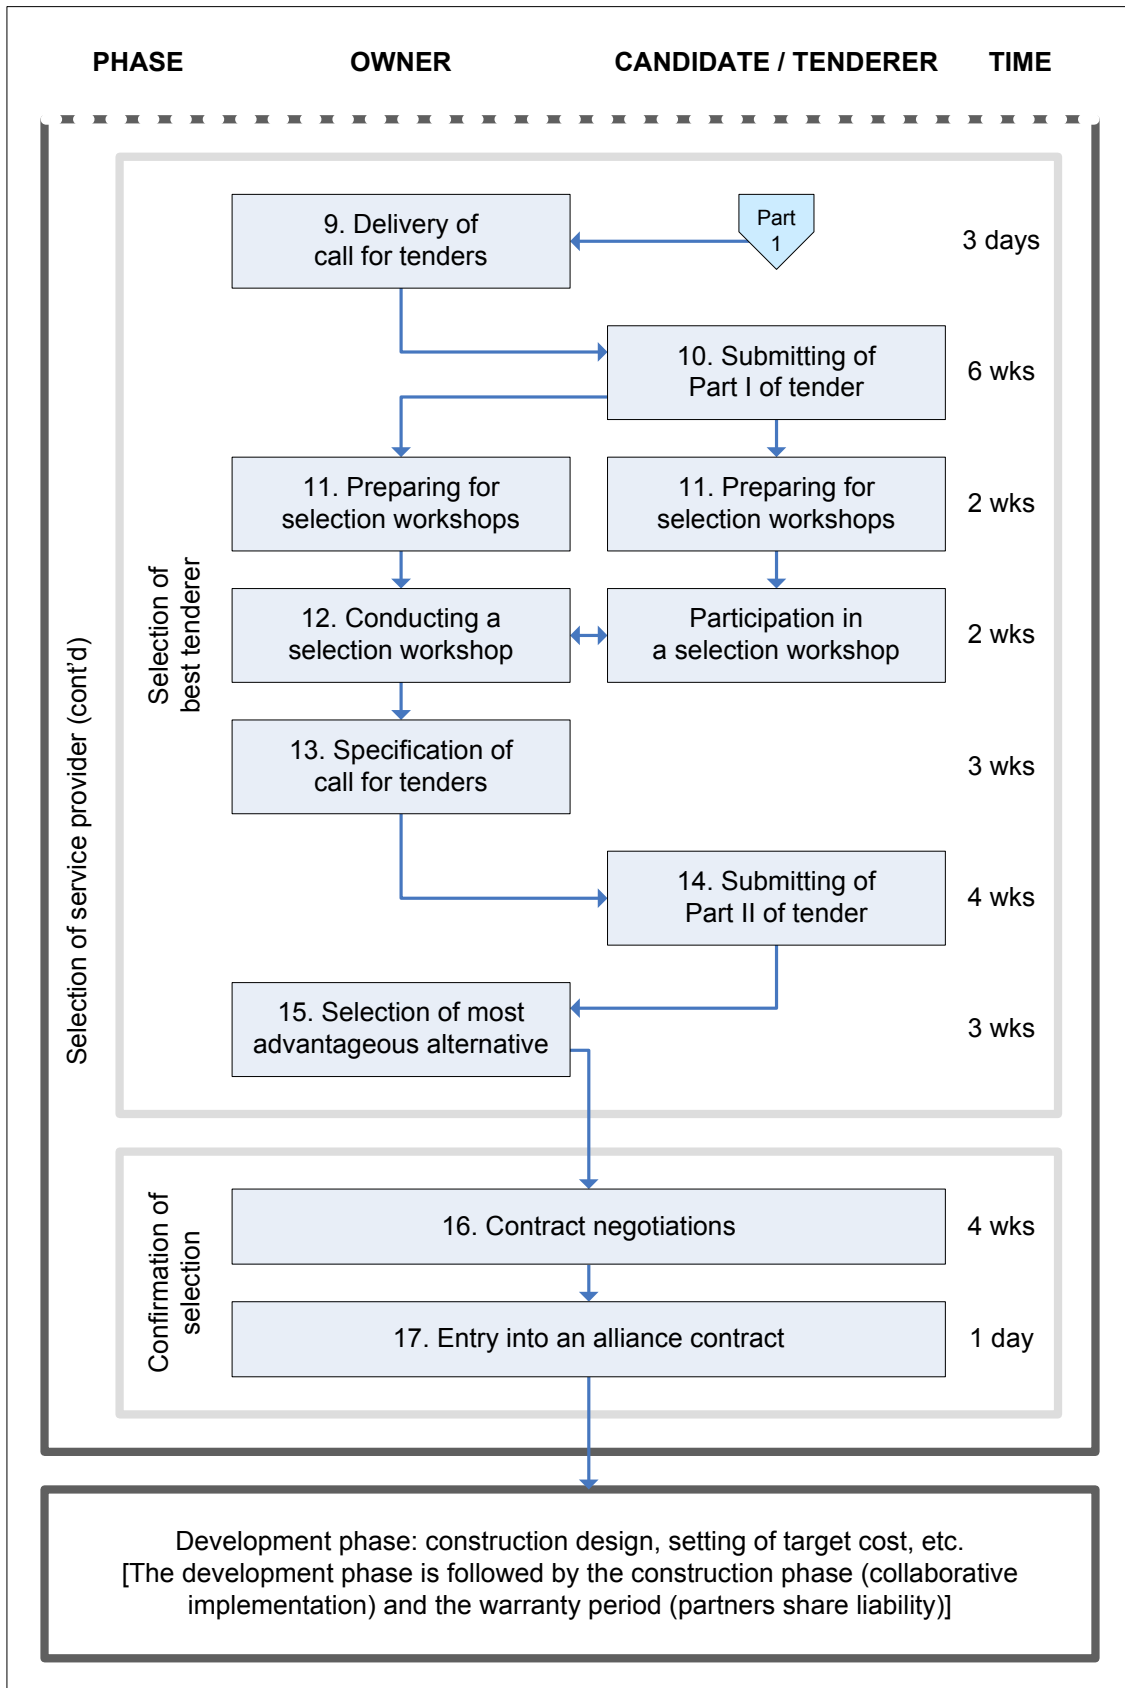 PHASE
OWNER
CANDIDATE / TENDERER
TIME
Selection of service provider (cont’d)
Selection of
best tenderer
9. Delivery of
call for tenders
Part
1
3 days
10. Submitting of
Part I of tender
6 wks
11. Preparing for
selection workshops
11. Preparing for
selection workshops
2 wks
12. Conducting a
selection workshop
Participation in
a selection workshop
2 wks
13. Specification of
call for tenders
3 wks
14. Submitting of
Part II of tender
4 wks
15. Selection of most
advantageous alternative
3 wks
Confirmation of
selection
16. Contract negotiations
4 wks
17. Entry into an alliance contract
1 day
Development phase: construction design, setting of target cost, etc.
[The development phase is followed by the construction phase (collaborative
implementation) and the warranty period (partners share liability)]